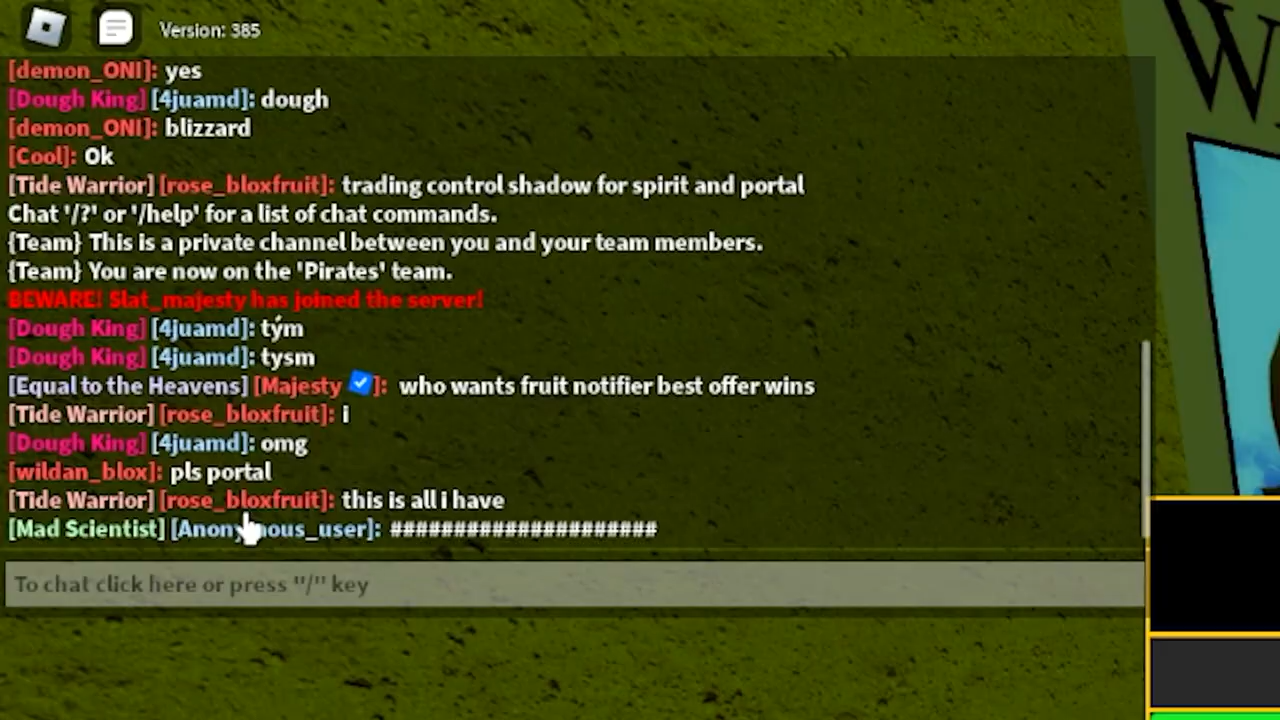 Version: 385
[demon_ONI]: yes
[Dough King] [4juamd]: dough
[demon_ONI]: blizzard
[Cool]: Ok
[Tide Warrior] [rose_bloxfruit]: trading control shadow for spirit and portal
Chat '/?' or '/help' for a list of chat commands.
{Team} This is a private channel between you and your team members.
{Team} You are now on the 'Pirates' team.
BEWARE! Slat_majesty has joined the server!
[Dough King] [4juamd]: tým
[Dough King] [4juamd]: tysm
[Equal to the Heavens] [Majesty ☑]: who wants fruit notifier best offer wins
[Tide Warrior] [rose_bloxfruit]: i
[Dough King] [4juamd]: omg
[wildan_blox]: pls portal
[Tide Warrior] [rose_bloxfruit]: this is all i have
[Mad Scientist] [Anonymous_user]: #####################
To chat click here or press "/" key
W